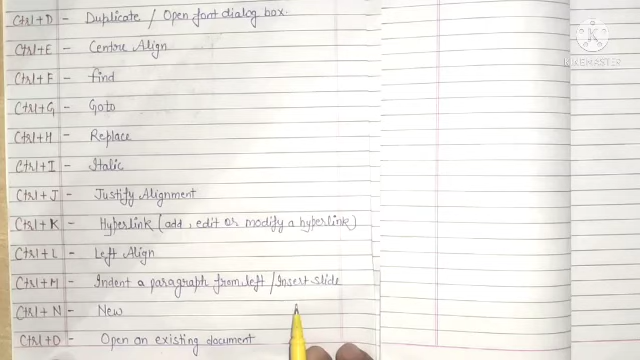 Ctrl+D - Duplicate / Open font dialog box.
Ctrl+E - Centre Align
Ctrl+F - find
Ctrl+G - Goto
Ctrl+H - Replace
Ctrl+I - Italic
Ctrl+J - Justify Alignment
Ctrl+K - Hyperlink (add, edit or modify a hyperlink)
Ctrl+L - Left Align
Ctrl+M - Indent a paragraph from left / Insert slide
Ctrl+N - New
Ctrl+O - Open an existing document
KINEMASTER